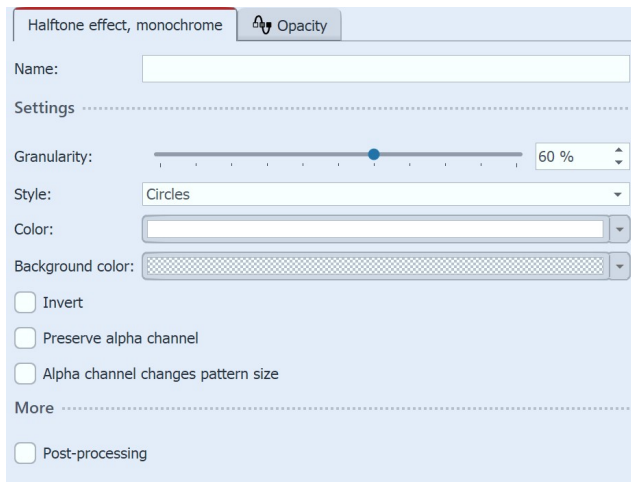 Halftone effect, monochrome
Opacity
Name:
Settings
Granularity:
60 %
Style:
Circles
Color:
Background color:
Invert
Preserve alpha channel
Alpha channel changes pattern size
More
Post-processing